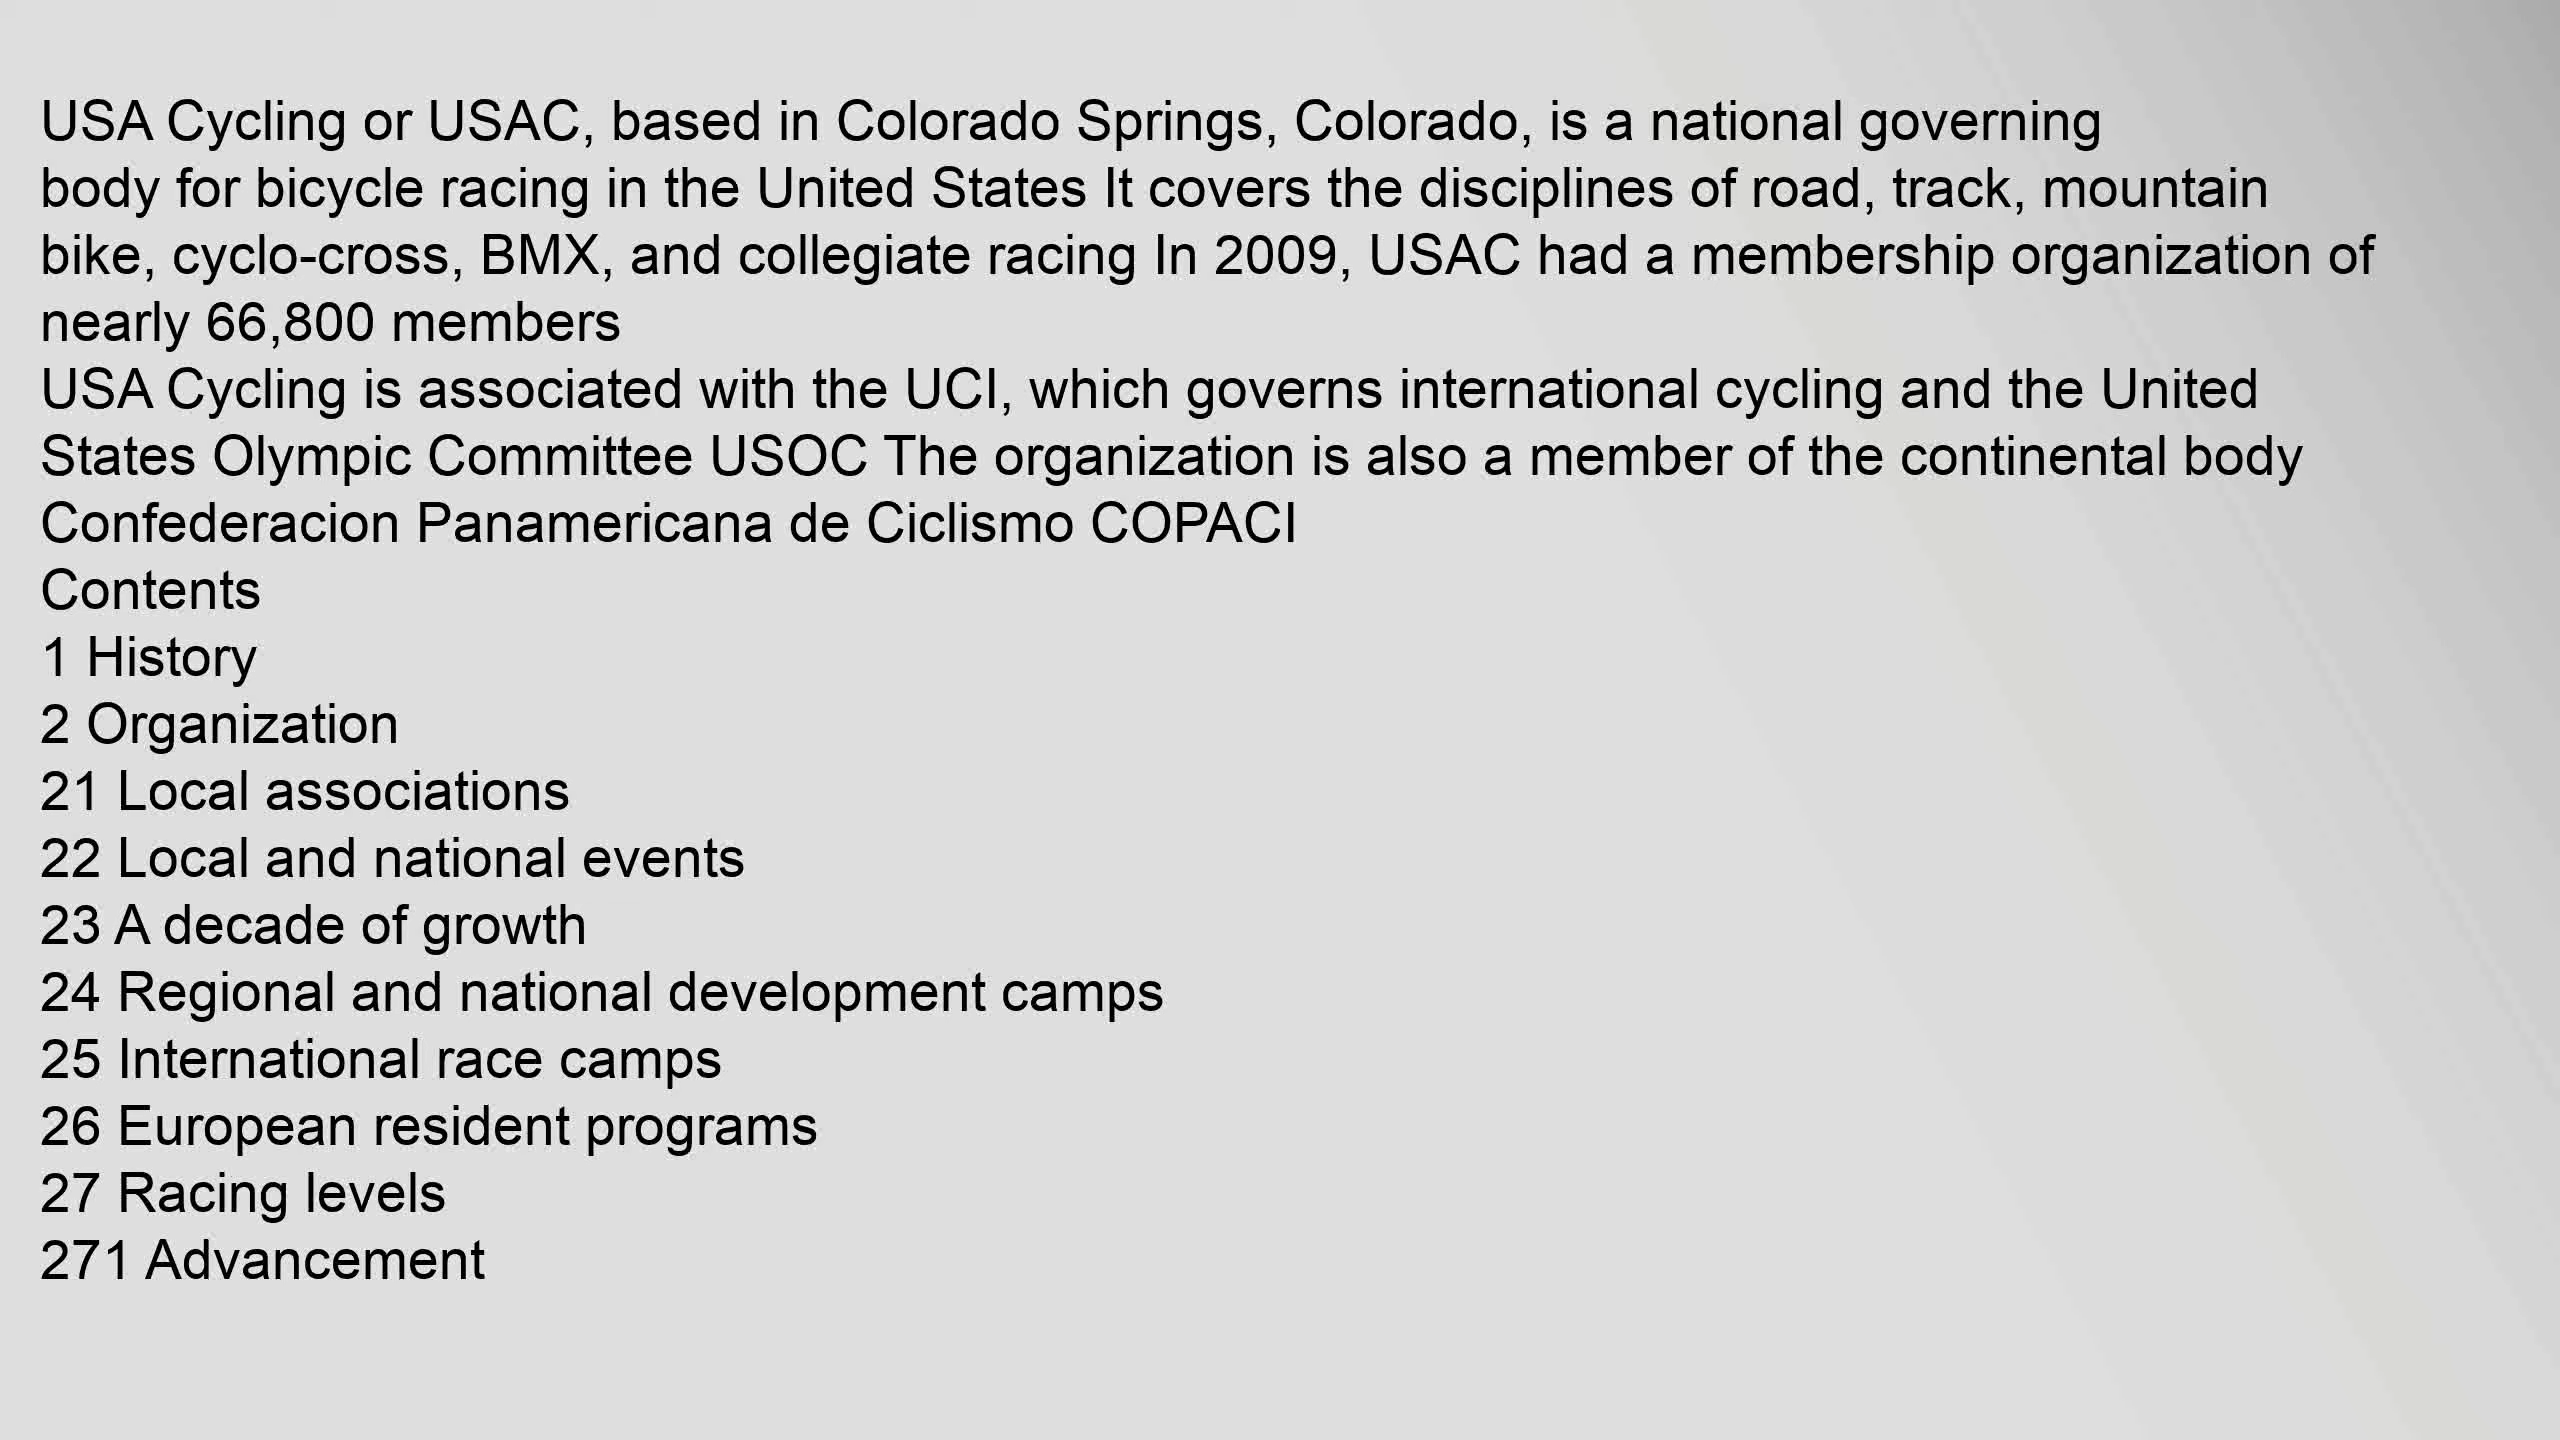 USA Cycling or USAC, based in Colorado Springs, Colorado, is a national governing
body for bicycle racing in the United States It covers the disciplines of road, track, mountain
bike, cyclo-cross, BMX, and collegiate racing In 2009, USAC had a membership organization of
nearly 66,800 members
USA Cycling is associated with the UCI, which governs international cycling and the United
States Olympic Committee USOC The organization is also a member of the continental body
Confederacion Panamericana de Ciclismo COPACI
Contents
1 History
2 Organization
21 Local associations
22 Local and national events
23 A decade of growth
24 Regional and national development camps
25 International race camps
26 European resident programs
27 Racing levels
271 Advancement